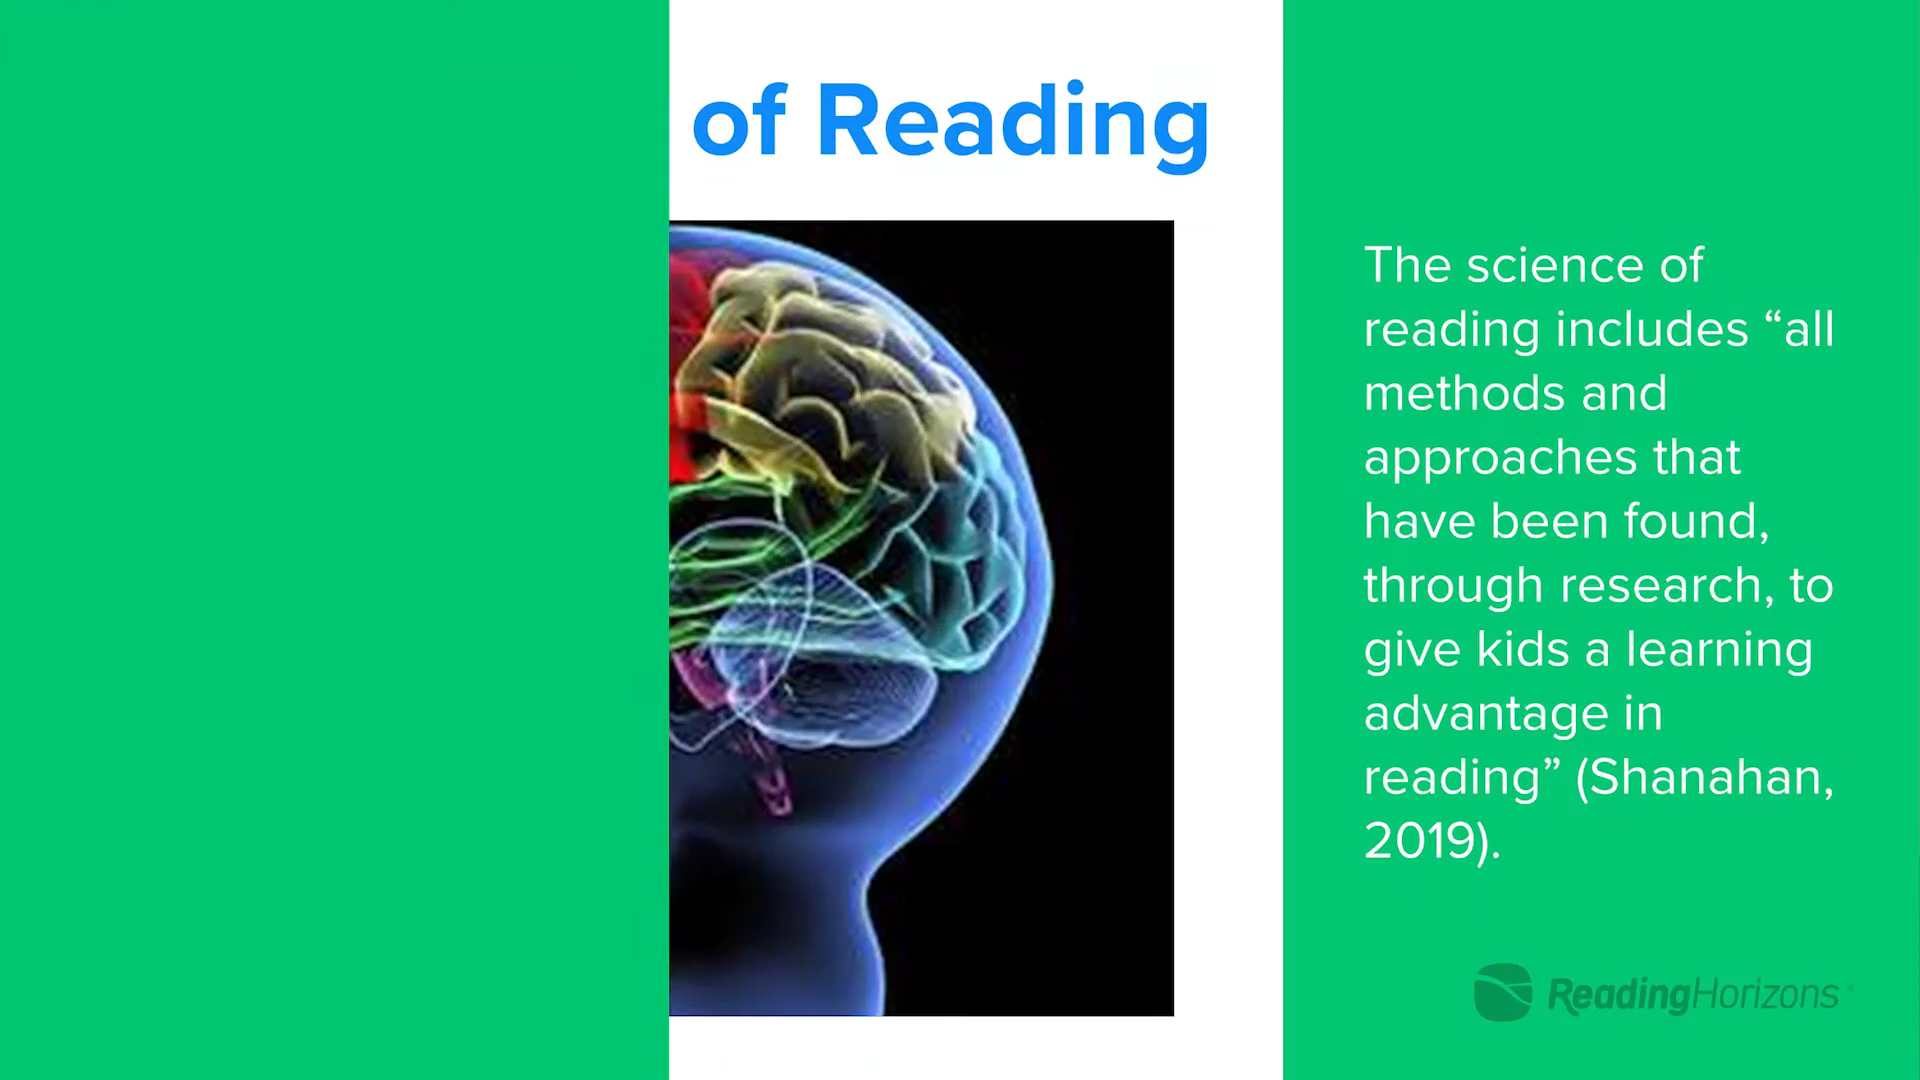 of Reading
The science of
reading includes “all
methods and
approaches that
have been found,
through research, to
give kids a learning
advantage in
reading” (Shanahan,
2019).
ReadingHorizons